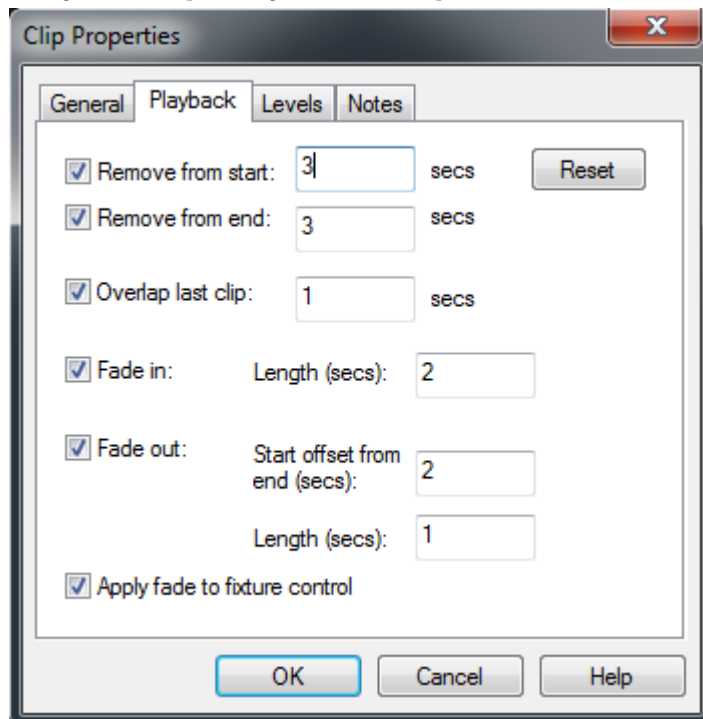 Clip Properties
General Playback Levels Notes
Remove from start: 3 secs Reset
Remove from end: 3 secs
Overlap last clip: 1 secs
Fade in: Length (secs): 2
Fade out: Start offset from
end (secs): 2
Length (secs): 1
Apply fade to fixture control
OK Cancel Help